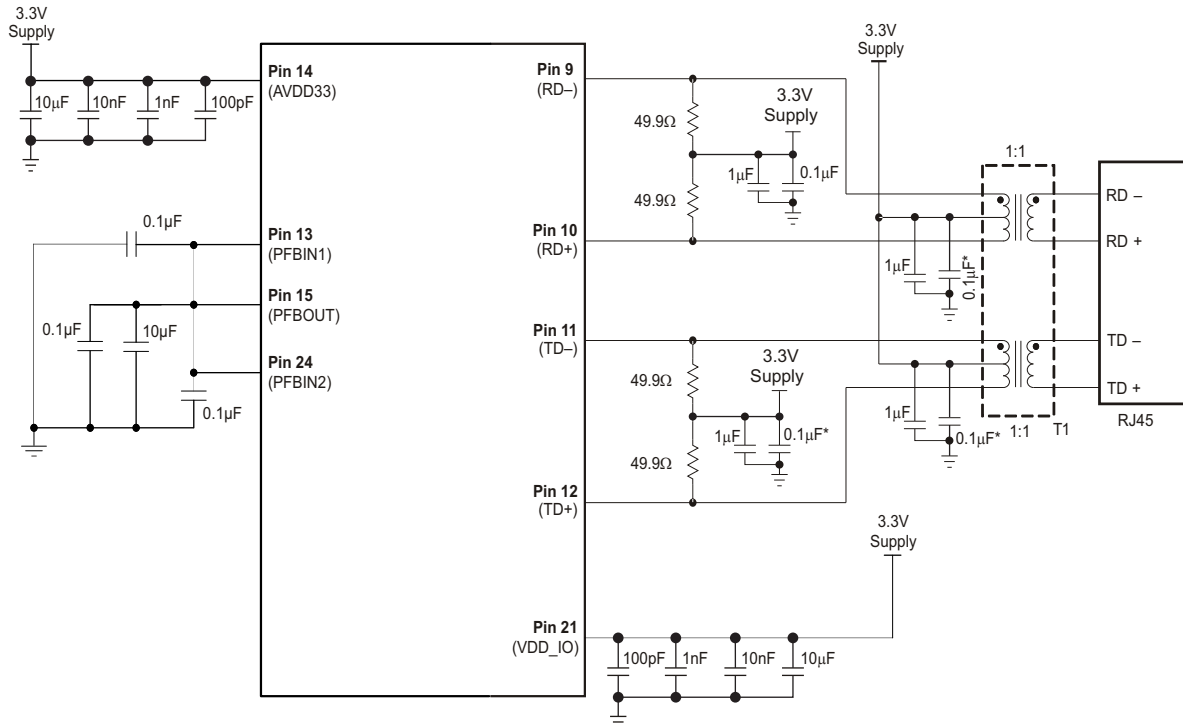 3.3V
Supply
10μF
10nF
1nF
100pF
Pin 14
(AVDD33)
0.1μF
Pin 13
(PFBIN1)
Pin 15
(PFBOUT)
0.1μF
10μF
Pin 24
(PFBIN2)
0.1μF
Pin 9
(RD–)
49.9Ω
3.3V
Supply
1μF
0.1μF
49.9Ω
Pin 10
(RD+)
Pin 11
(TD–)
49.9Ω
3.3V
Supply
1μF
0.1μF*
49.9Ω
Pin 12
(TD+)
3.3V
Supply
1:1
RD –
RD +
1μF
0.1μF*
TD –
TD +
1μF
0.1μF*
1:1
T1
RJ45
3.3V
Supply
Pin 21
(VDD_IO)
100pF
1nF
10nF
10μF